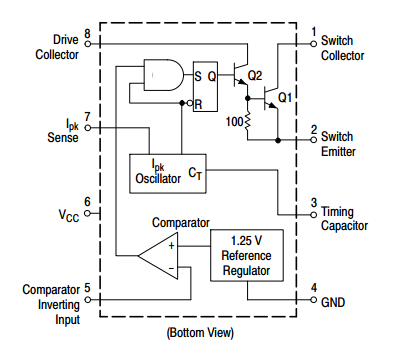 Drive 8
Collector
1 Switch
Collector
S Q
Q2
R
Q1
100
Ipk 7
Sense
2 Switch
Emitter
Ipk
Oscillator CT
6
VCC
3 Timing
Capacitor
Comparator
+
-
1.25 V
Reference
Regulator
Comparator 5
Inverting
Input
4
GND
(Bottom View)